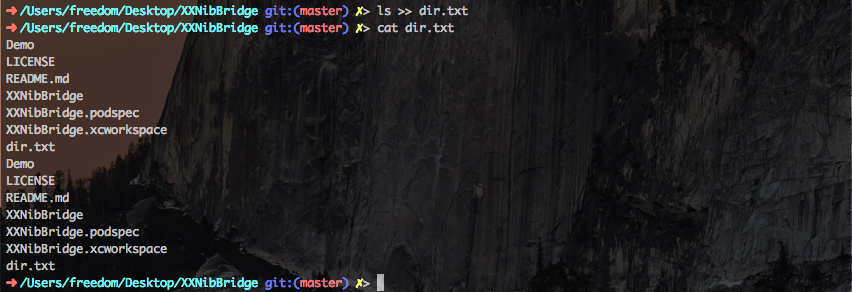 ➜ /Users/freedom/Desktop/XXNibBridge git:(master) ✗> ls >> dir.txt
➜ /Users/freedom/Desktop/XXNibBridge git:(master) ✗> cat dir.txt
Demo
LICENSE
README.md
XXNibBridge
XXNibBridge.podspec
XXNibBridge.xcworkspace
dir.txt
Demo
LICENSE
README.md
XXNibBridge
XXNibBridge.podspec
XXNibBridge.xcworkspace
dir.txt
➜ /Users/freedom/Desktop/XXNibBridge git:(master) ✗>